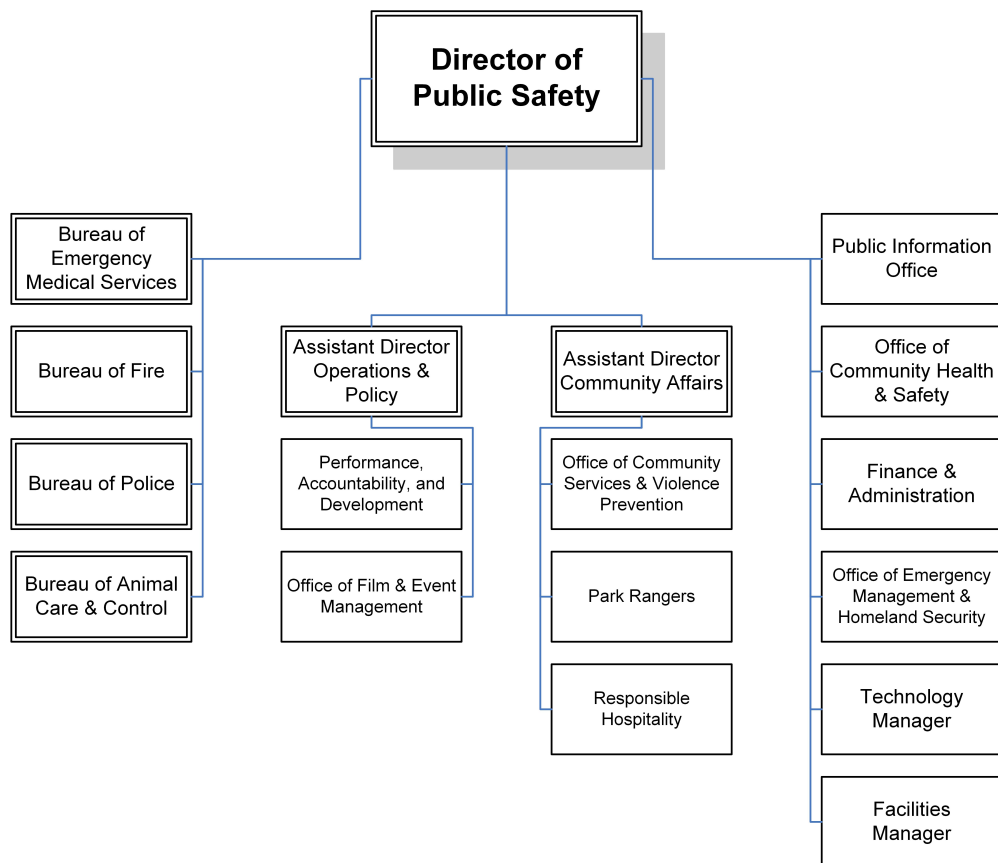 Director of
Public Safety
Bureau of
Emergency
Medical Services
Bureau of Fire
Bureau of Police
Bureau of Animal
Care & Control
Assistant Director
Operations &
Policy
Performance,
Accountability, and
Development
Office of Film & Event
Management
Assistant Director
Community Affairs
Office of Community
Services & Violence
Prevention
Park Rangers
Responsible
Hospitality
Public Information
Office
Office of
Community Health
& Safety
Finance &
Administration
Office of Emergency
Management &
Homeland Security
Technology
Manager
Facilities
Manager